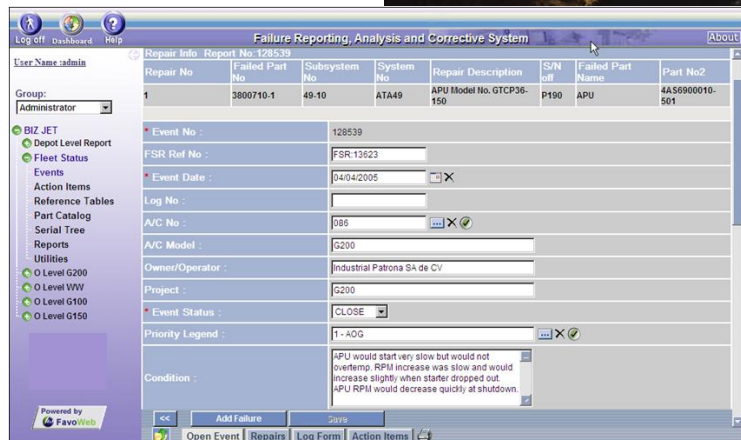 Log off Dashboard Help
Failure Reporting, Analysis and Corrective System
About
User Name :admin
Group:
Administrator
BIZ JET
Depot Level Report
Fleet Status
Events
Action Items
Reference Tables
Part Catalog
Serial Tree
Reports
Utilities
O Level G200
O Level WW
O Level G100
O Level G150
Powered by
FavoWeb
Repair Info Report No:128539
Repair No Failed Part No Subsystem No System No Repair Description S/N off Failed Part Name Part No2
1 3800710-1 49-10 ATA49 APU Model No. GTCP36-150 P190 APU 4AS6900010-501
* Event No : 128539
FSR Ref No : FSR:13623
* Event Date : 04/04/2005
Log No :
A/C No : 086
A/C Model : G200
Owner/Operator : Industrial Patrona SA de CV
Project : G200
* Event Status : CLOSE
Priority Legend : 1 - AOG
Condition :
APU would start very slow but would not
overtemp. RPM increase was slow and would
increase slightly when starter dropped out.
APU RPM would decrease quickly at shutdown.
<< Add Failure Save
Open Event Repairs Log Form Action Items